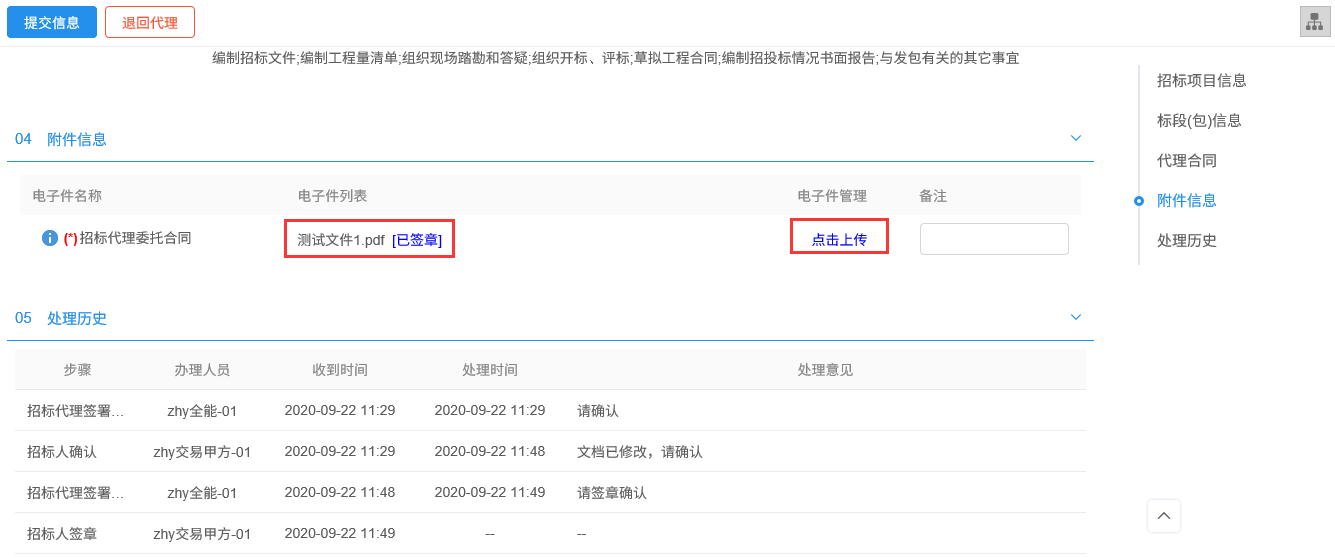 提交信息 退回代理
编制招标文件;编制工程量清单;组织现场踏勘和答疑;组织开标、评标;草拟工程合同;编制招投标情况书面报告;与发包有关的其它事宜
04 附件信息
电子件名称 电子件列表 电子件管理 备注
(*)招标代理委托合同 测试文件1.pdf [已签章] 点击上传
05 处理历史
步骤 办理人员 收到时间 处理时间 处理意见
招标代理签署... zhy全能-01 2020-09-22 11:29 2020-09-22 11:29 请确认
招标人确认 zhy交易甲方-01 2020-09-22 11:29 2020-09-22 11:48 文档已修改，请确认
招标代理签署... zhy全能-01 2020-09-22 11:48 2020-09-22 11:49 请签章确认
招标人签章 zhy交易甲方-01 2020-09-22 11:49 -- --
招标项目信息
标段(包)信息
代理合同
附件信息
处理历史